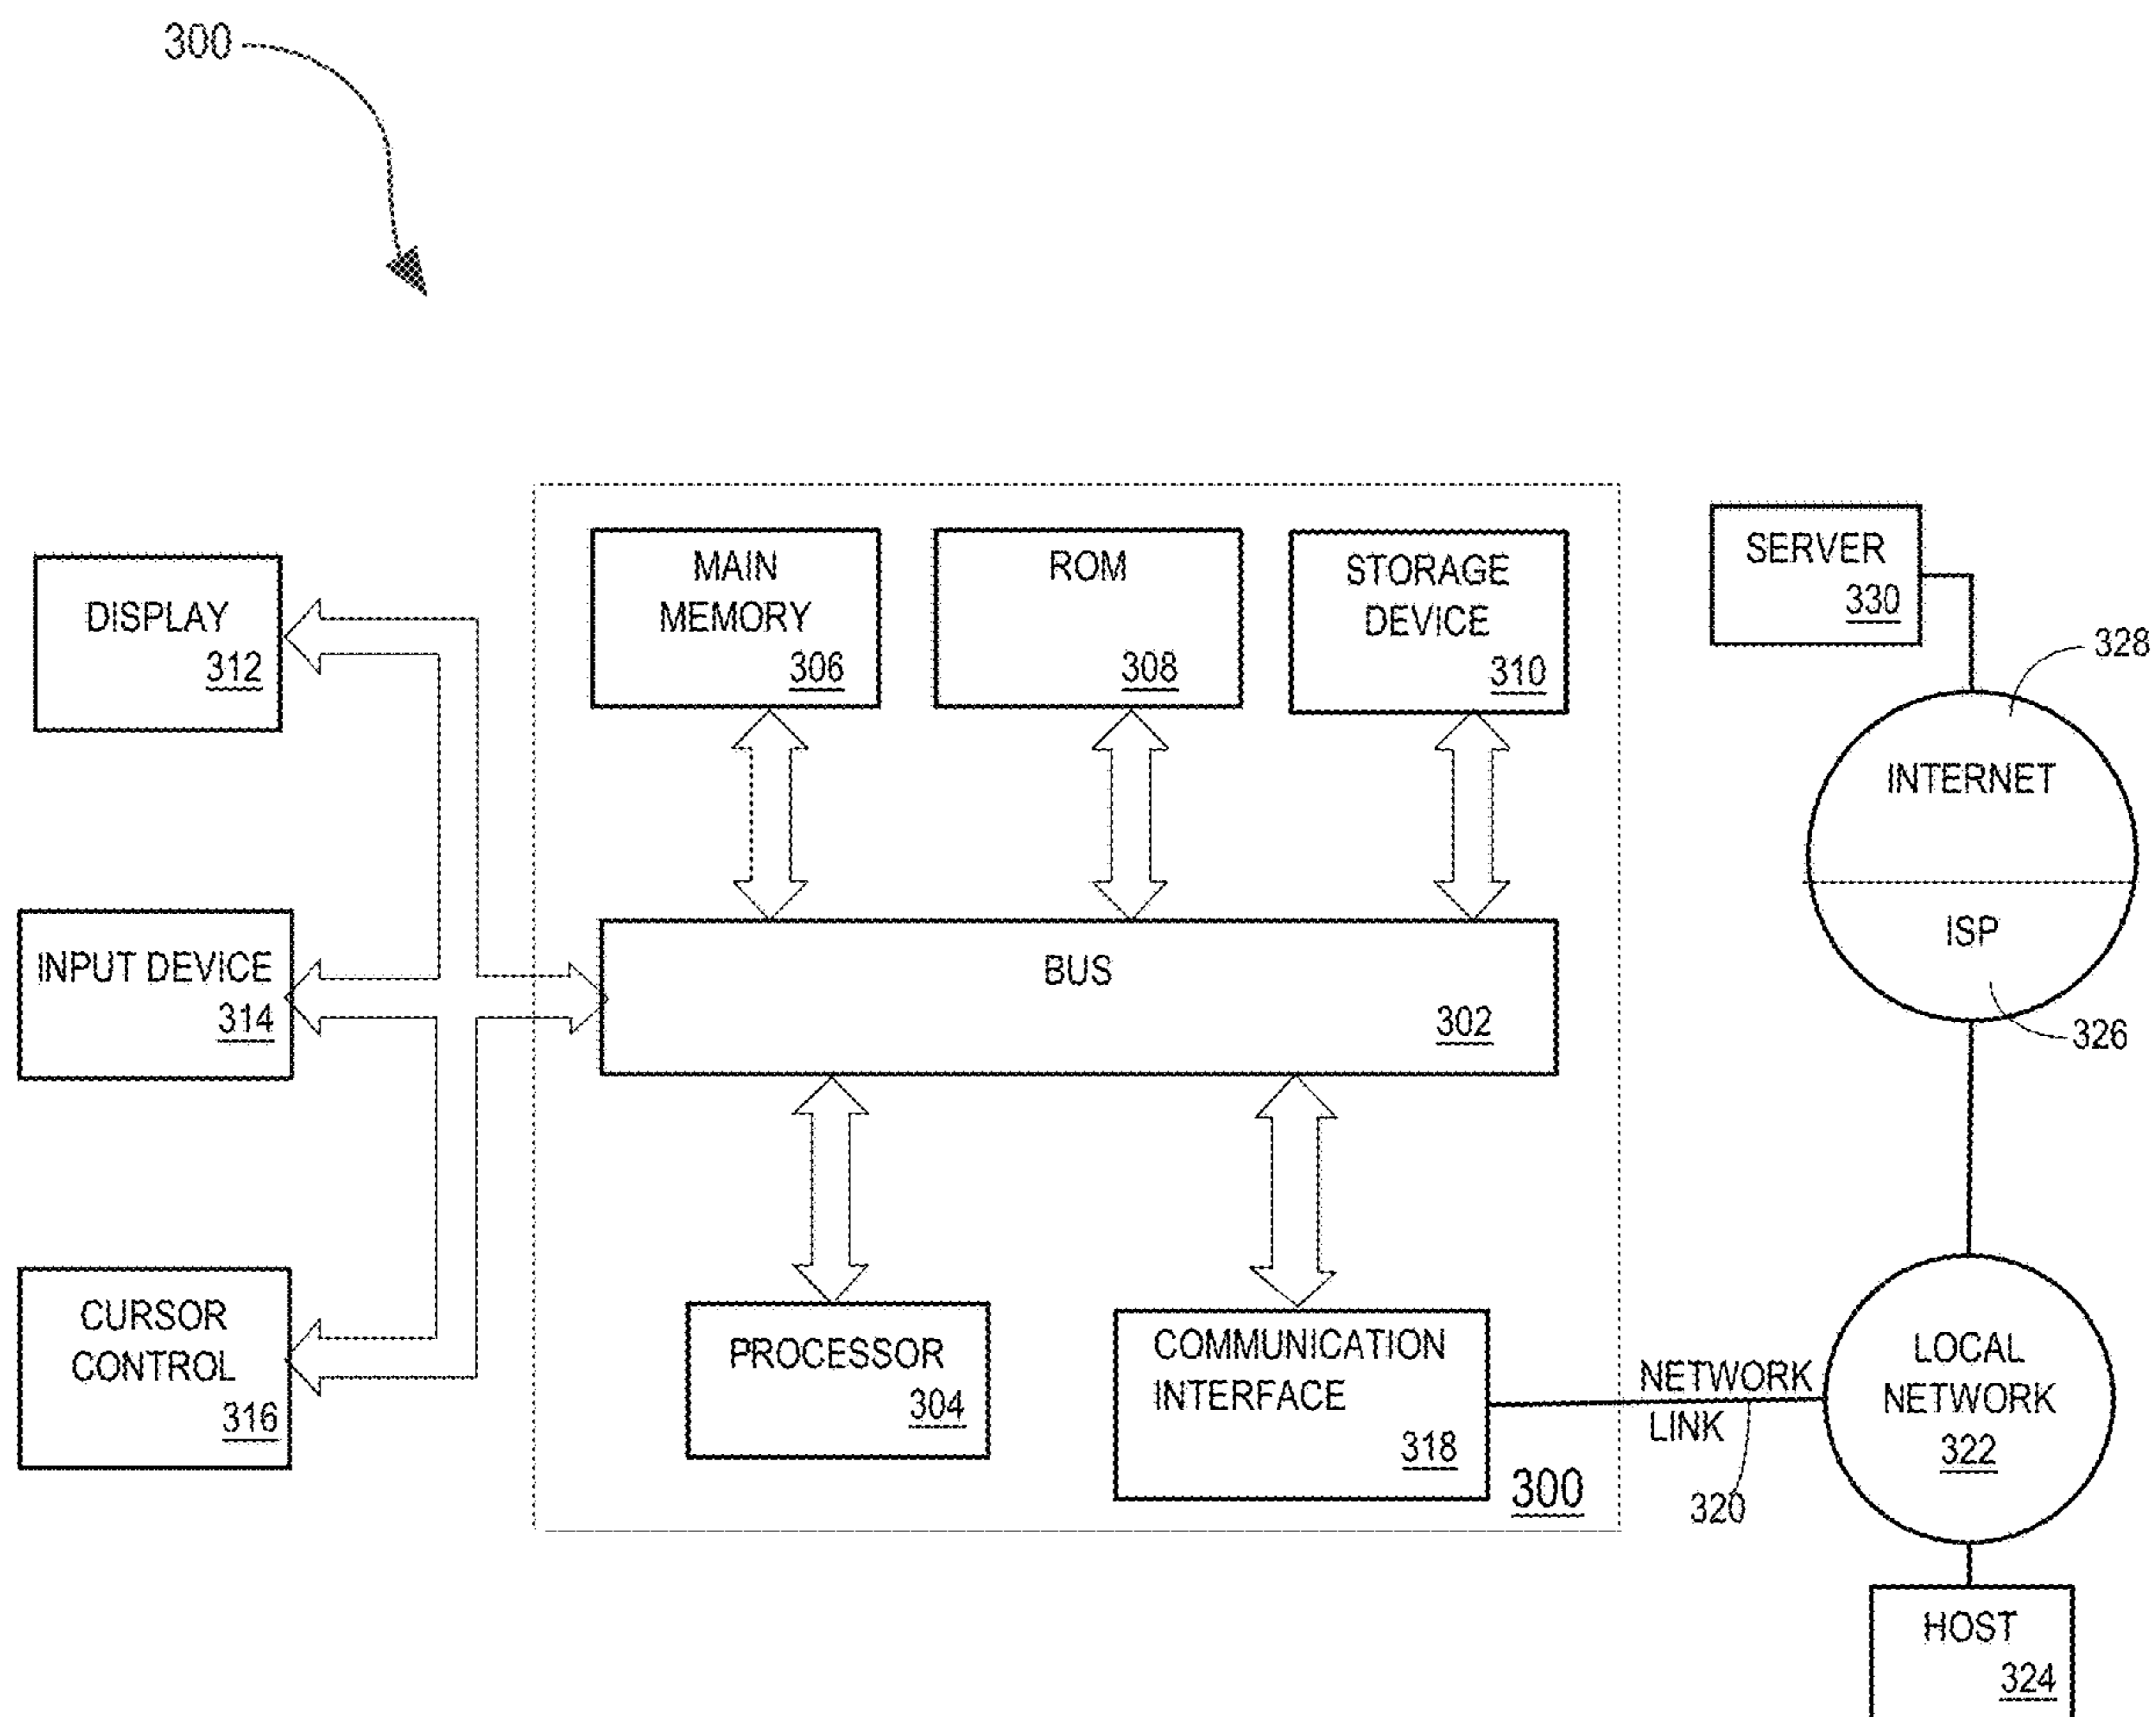 300
DISPLAY
312
INPUT DEVICE
314
CURSOR
CONTROL
316
MAIN
MEMORY
306
ROM
308
STORAGE
DEVICE
310
BUS
302
PROCESSOR
304
COMMUNICATION
INTERFACE
318
300
NETWORK
LINK
320
SERVER
330
328
INTERNET
ISP
326
LOCAL
NETWORK
322
HOST
324